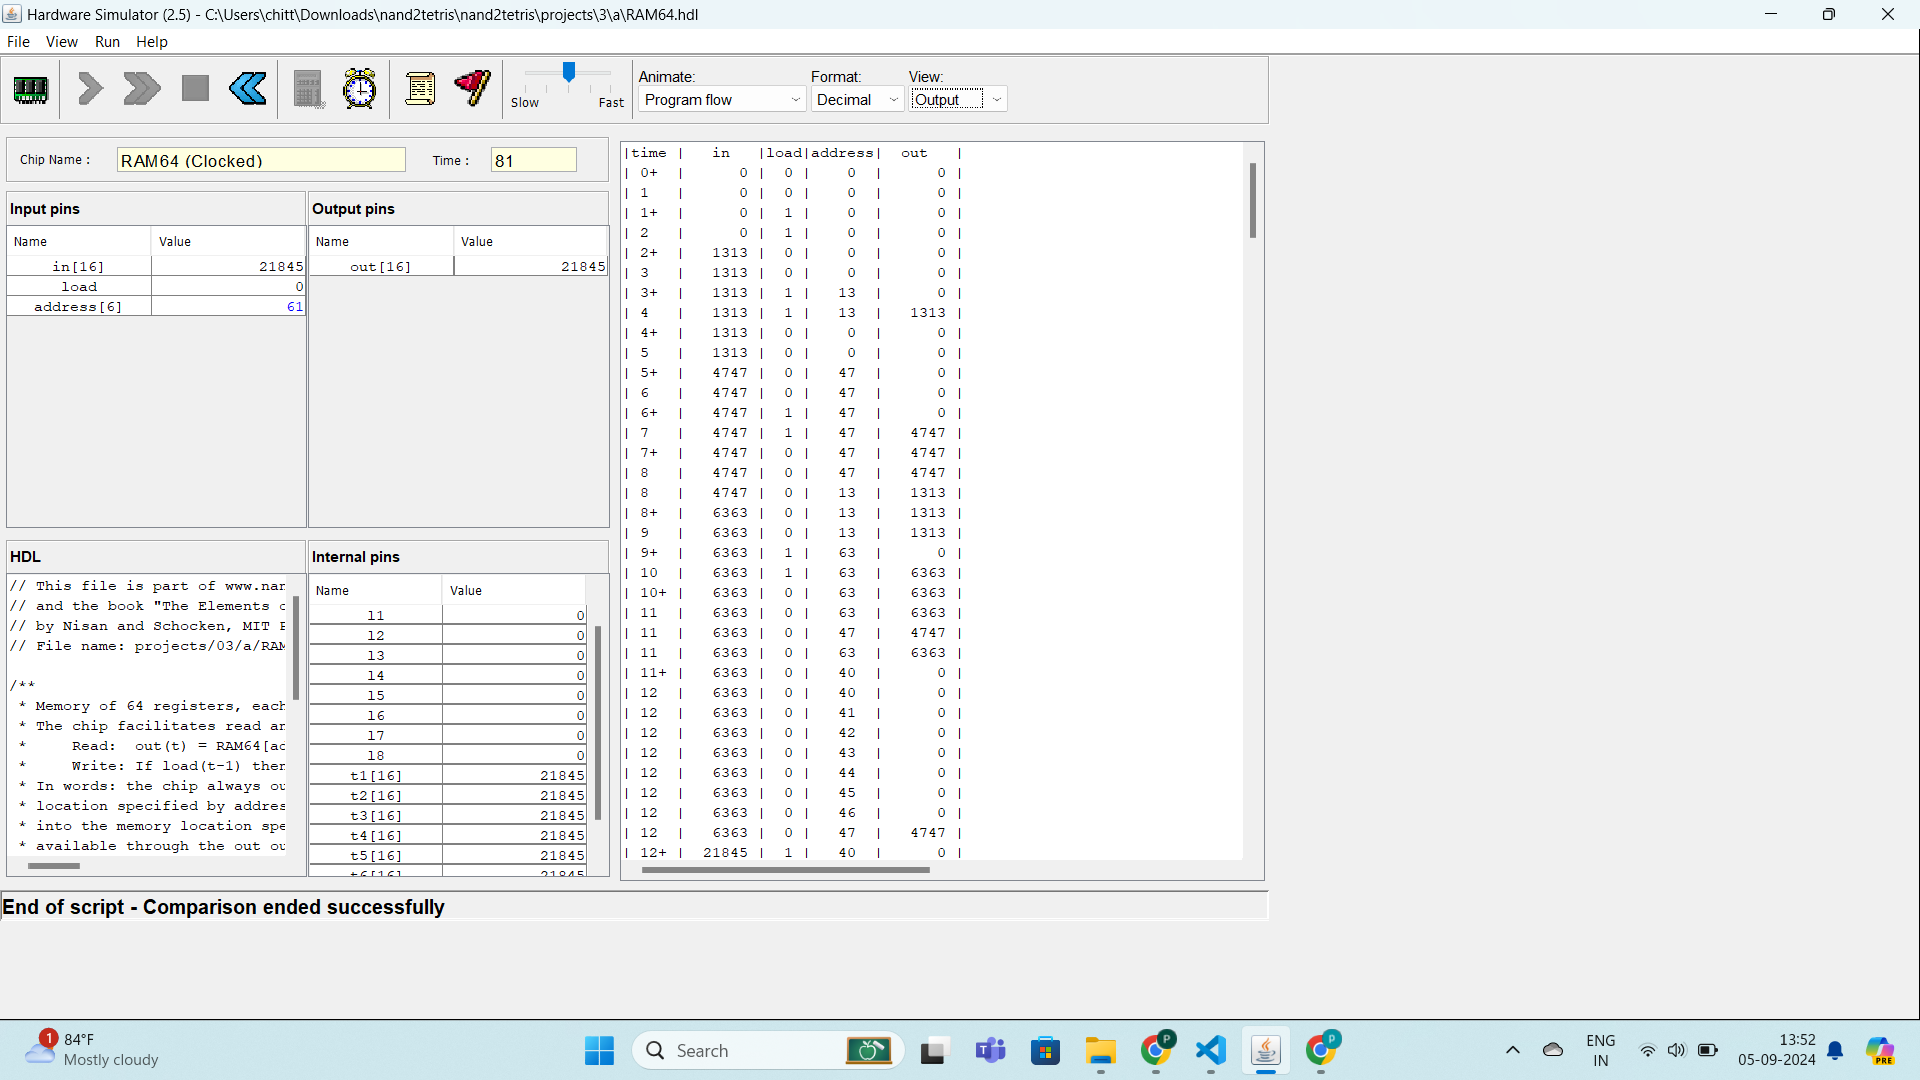 Hardware Simulator (2.5) - C:\Users\chitt\Downloads\nand2tetris\nand2tetris\projects\3\a\RAM64.hdl
File View Run Help
Slow Fast
Animate: Format: View:
Program flow Decimal Output
Chip Name : RAM64 (Clocked) Time : 81
Input pins
Name Value
in[16] 21845
load 0
address[6] 61
Output pins
Name Value
out[16] 21845
HDL
// This file is part of www.nan
// and the book "The Elements o
// by Nisan and Schocken, MIT P
// File name: projects/03/a/RAM
/**
* Memory of 64 registers, each
* The chip facilitates read an
* Read: out(t) = RAM64[ad
* Write: If load(t-1) then
* In words: the chip always ou
* location specified by addres
* into the memory location spe
* available through the out ou
Internal pins
Name Value
l1 0
l2 0
l3 0
l4 0
l5 0
l6 0
l7 0
l8 0
t1[16] 21845
t2[16] 21845
t3[16] 21845
t4[16] 21845
t5[16] 21845
t6[16] 21845
|time | in |load|address| out |
| 0+ | 0 | 0 | 0 | 0 |
| 1 | 0 | 0 | 0 | 0 |
| 1+ | 0 | 1 | 0 | 0 |
| 2 | 0 | 1 | 0 | 0 |
| 2+ | 1313 | 0 | 0 | 0 |
| 3 | 1313 | 0 | 0 | 0 |
| 3+ | 1313 | 1 | 13 | 0 |
| 4 | 1313 | 1 | 13 | 1313 |
| 4+ | 1313 | 0 | 0 | 0 |
| 5 | 1313 | 0 | 0 | 0 |
| 5+ | 4747 | 0 | 47 | 0 |
| 6 | 4747 | 0 | 47 | 0 |
| 6+ | 4747 | 1 | 47 | 0 |
| 7 | 4747 | 1 | 47 | 4747 |
| 7+ | 4747 | 0 | 47 | 4747 |
| 8 | 4747 | 0 | 47 | 4747 |
| 8 | 4747 | 0 | 13 | 1313 |
| 8+ | 6363 | 0 | 13 | 1313 |
| 9 | 6363 | 0 | 13 | 1313 |
| 9+ | 6363 | 1 | 63 | 0 |
| 10 | 6363 | 1 | 63 | 6363 |
| 10+ | 6363 | 0 | 63 | 6363 |
| 11 | 6363 | 0 | 63 | 6363 |
| 11 | 6363 | 0 | 47 | 4747 |
| 11 | 6363 | 0 | 63 | 6363 |
| 11+ | 6363 | 0 | 40 | 0 |
| 12 | 6363 | 0 | 40 | 0 |
| 12 | 6363 | 0 | 41 | 0 |
| 12 | 6363 | 0 | 42 | 0 |
| 12 | 6363 | 0 | 43 | 0 |
| 12 | 6363 | 0 | 44 | 0 |
| 12 | 6363 | 0 | 45 | 0 |
| 12 | 6363 | 0 | 46 | 0 |
| 12 | 6363 | 0 | 47 | 4747 |
| 12+ | 21845 | 1 | 40 | 0 |
End of script - Comparison ended successfully
1 84°F
Mostly cloudy
Search
P
P
ENG
IN
13:52
05-09-2024
PRE